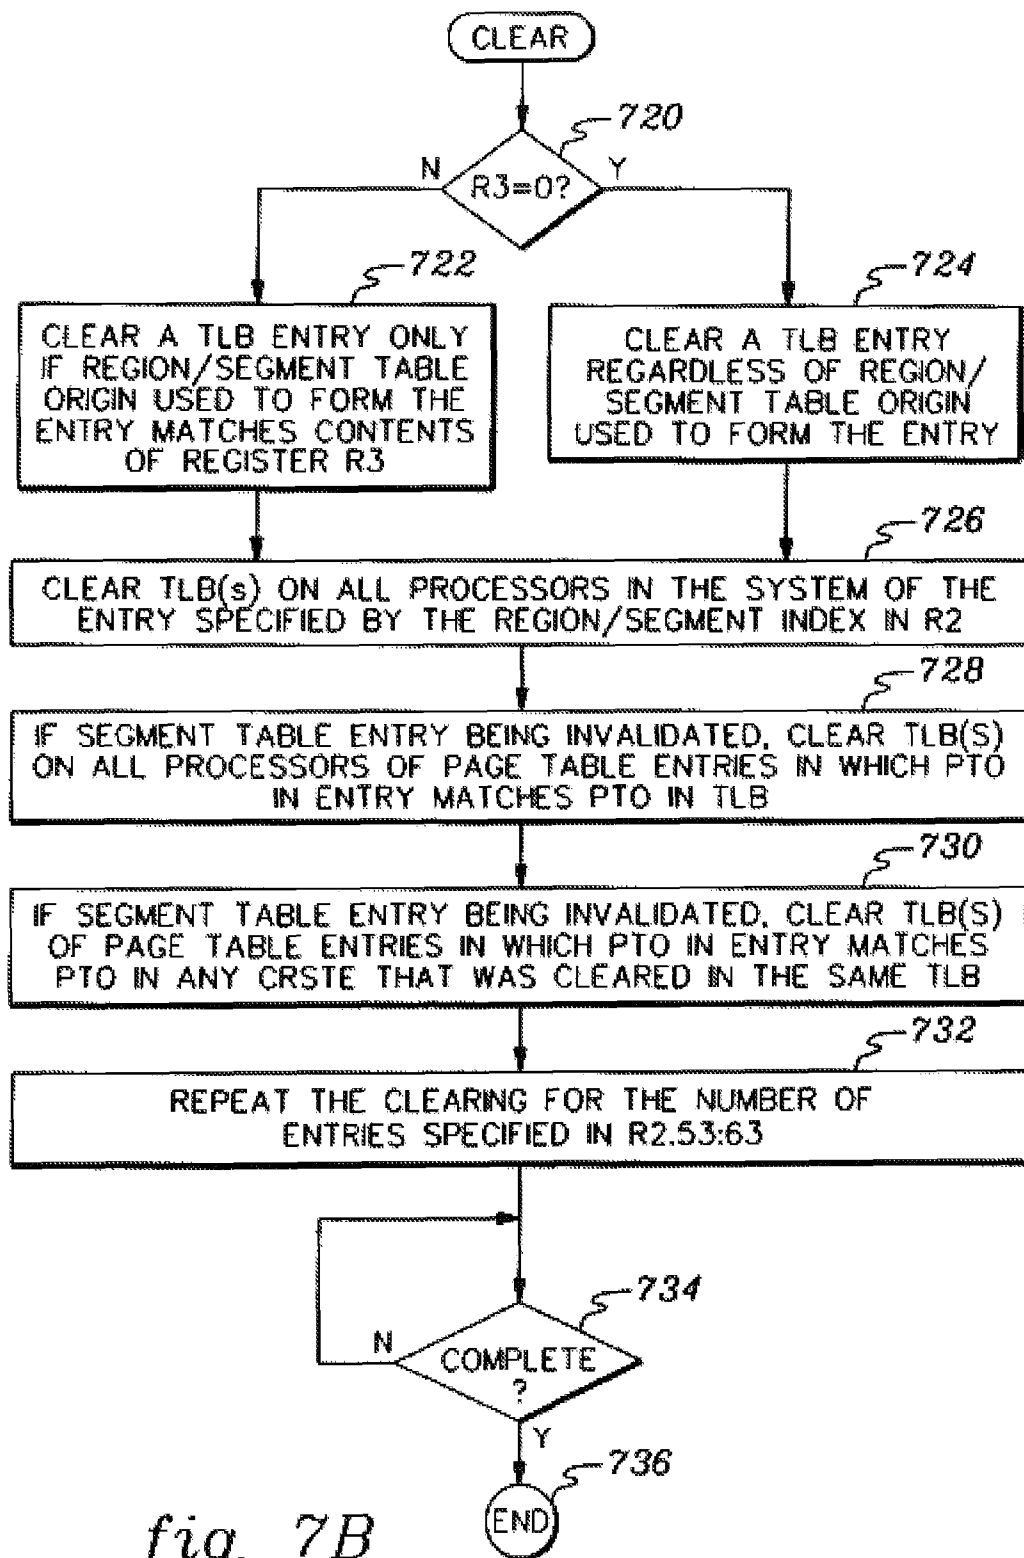 CLEAR
720
N
R3=0?
Y
722
724
CLEAR A TLB ENTRY ONLY
IF REGION/SEGMENT TABLE
ORIGIN USED TO FORM THE
ENTRY MATCHES CONTENTS
OF REGISTER R3
CLEAR A TLB ENTRY
REGARDLESS OF REGION/
SEGMENT TABLE ORIGIN
USED TO FORM THE ENTRY
726
CLEAR TLB(s) ON ALL PROCESSORS IN THE SYSTEM OF THE
ENTRY SPECIFIED BY THE REGION/SEGMENT INDEX IN R2
728
IF SEGMENT TABLE ENTRY BEING INVALIDATED, CLEAR TLB(S)
ON ALL PROCESSORS OF PAGE TABLE ENTRIES IN WHICH PTO
IN ENTRY MATCHES PTO IN TLB
730
IF SEGMENT TABLE ENTRY BEING INVALIDATED, CLEAR TLB(S)
OF PAGE TABLE ENTRIES IN WHICH PTO IN ENTRY MATCHES
PTO IN ANY CRSTE THAT WAS CLEARED IN THE SAME TLB
732
REPEAT THE CLEARING FOR THE NUMBER OF
ENTRIES SPECIFIED IN R2.53:63
734
N
COMPLETE
?
Y
736
END
fig. 7B